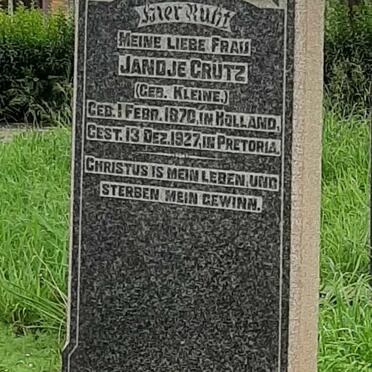 Hier Ruht
MEINE LIEBE FRAU
JANDJE CRUTZ
(GEB. KLEINE.)
GEB. 1 FEBR. 1870, IN HOLLAND,
GEST. 13 DEZ. 1927, IN PRETORIA.
CHRISTUS IS MEIN LEBEN, UND
STERBEN MEIN GEWINN.